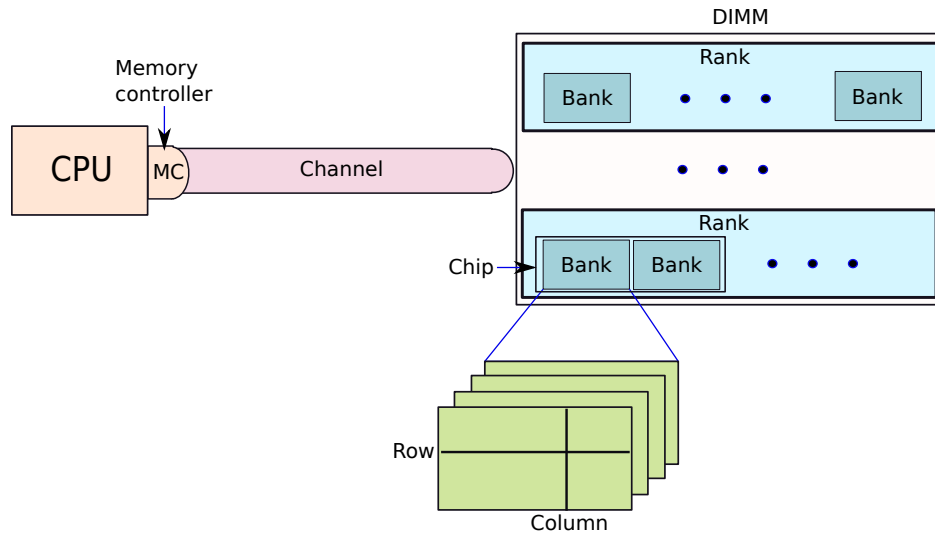 DIMM
Rank
Bank
Bank
Memory
controller
CPU
MC
Channel
Rank
Chip
Bank
Bank
Row
Column